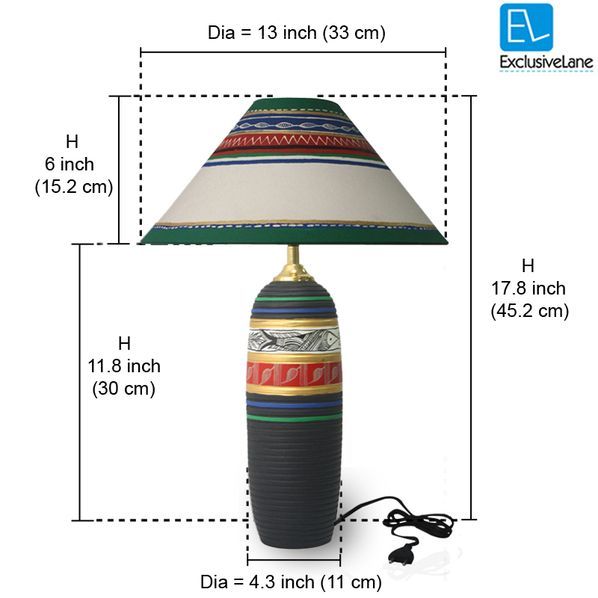 Dia = 13 inch (33 cm)
EL
ExclusiveLane
H
6 inch
(15.2 cm)
H
17.8 inch
(45.2 cm)
H
11.8 inch
(30 cm)
Dia = 4.3 inch (11 cm)